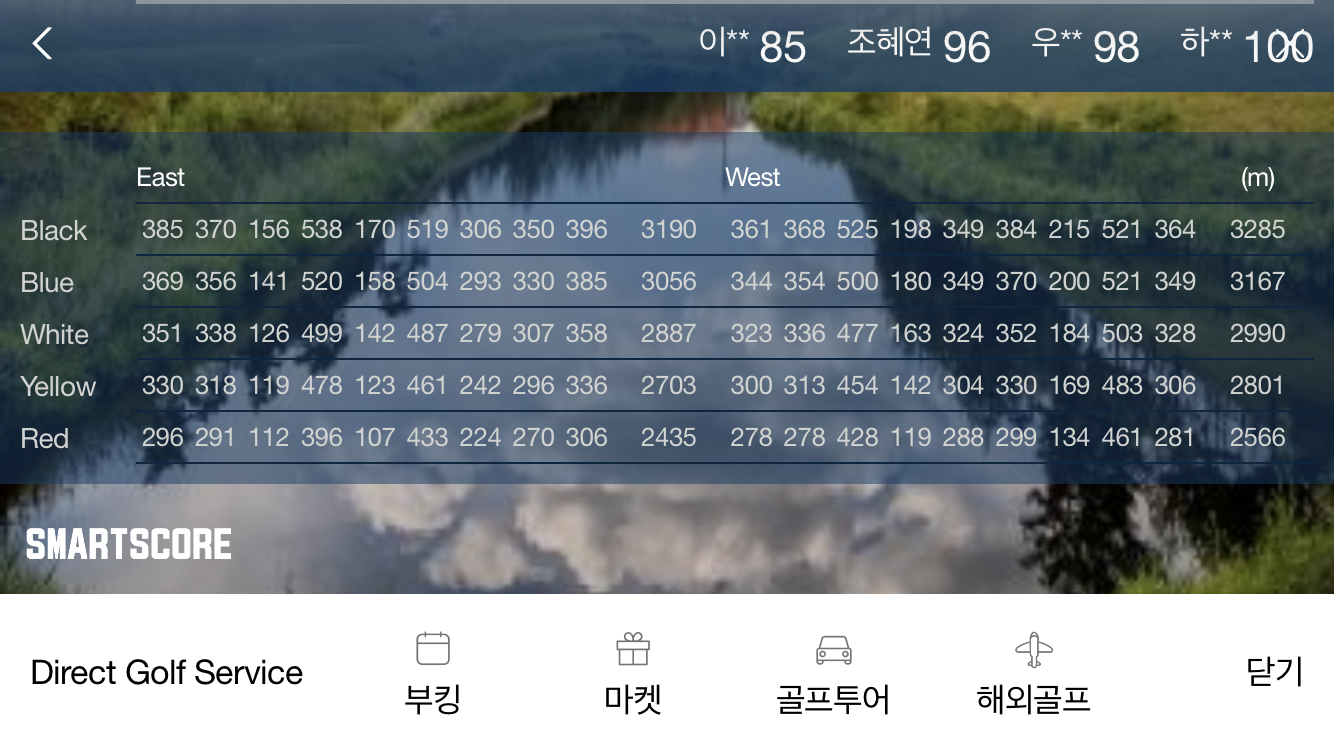 이** 85 조혜연 96 우** 98 하** 100
East West (m)
Black 385 370 156 538 170 519 306 350 396 3190 361 368 525 198 349 384 215 521 364 3285
Blue 369 356 141 520 158 504 293 330 385 3056 344 354 500 180 349 370 200 521 349 3167
White 351 338 126 499 142 487 279 307 358 2887 323 336 477 163 324 352 184 503 328 2990
Yellow 330 318 119 478 123 461 242 296 336 2703 300 313 454 142 304 330 169 483 306 2801
Red 296 291 112 396 107 433 224 270 306 2435 278 278 428 119 288 299 134 461 281 2566
SMARTSCORE
Direct Golf Service 부킹 마켓 골프투어 해외골프 닫기